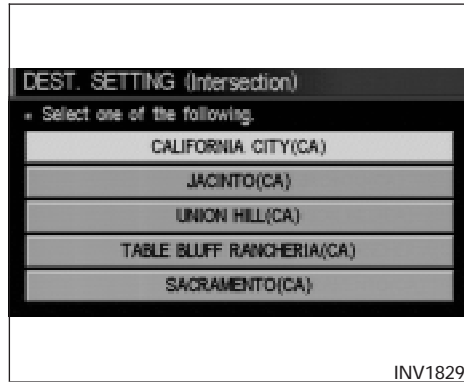 DEST. SETTING (Intersection)
Select one of the following.
CALIFORNIA CITY(CA)
JACINTO(CA)
UNION HILL(CA)
TABLE BLUFF RANCHERIA(CA)
SACRAMENTO(CA)
INV1829